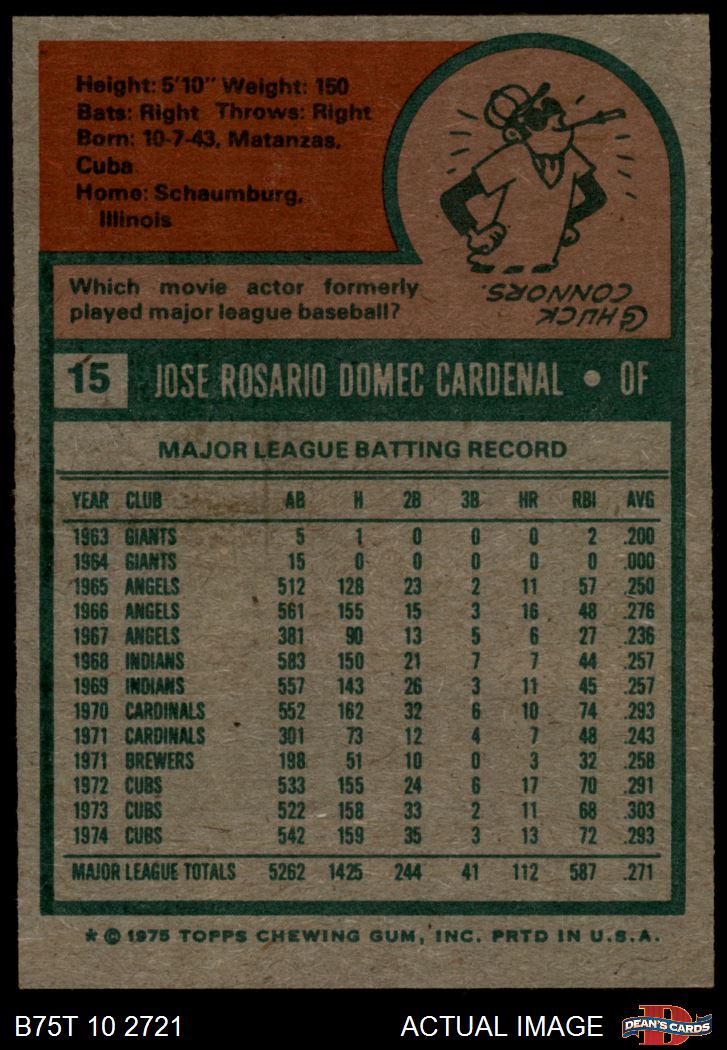 Height: 5'10" Weight: 150
Bats: Right Throws: Right
Born: 10-7-43, Matanzas,
Cuba
Home: Schaumburg,
Illinois
Which movie actor formerly
played major league baseball?
CHUCK
CONNORS.
15 JOSE ROSARIO DOMEC CARDENAL • OF
MAJOR LEAGUE BATTING RECORD
YEAR CLUB AB H 2B 3B HR RBI AVG
1963 GIANTS 5 1 0 0 0 2 .200
1964 GIANTS 15 0 0 0 0 0 .000
1965 ANGELS 512 128 23 2 11 57 .250
1966 ANGELS 561 155 15 3 16 48 .276
1967 ANGELS 381 90 13 5 6 27 .236
1968 INDIANS 583 150 21 7 7 44 .257
1969 INDIANS 557 143 26 3 11 45 .257
1970 CARDINALS 552 162 32 6 10 74 .293
1971 CARDINALS 301 73 12 4 7 48 .243
1971 BREWERS 198 51 10 0 3 32 .258
1972 CUBS 533 155 24 6 17 70 .291
1973 CUBS 522 158 33 2 11 68 .303
1974 CUBS 542 159 35 3 13 72 .293
MAJOR LEAGUE TOTALS 5262 1425 244 41 112 587 .271
* © 1975 TOPPS CHEWING GUM, INC. PRTD IN U.S.A.
B75T 10 2721 ACTUAL IMAGE
D
DEAN'S CARDS